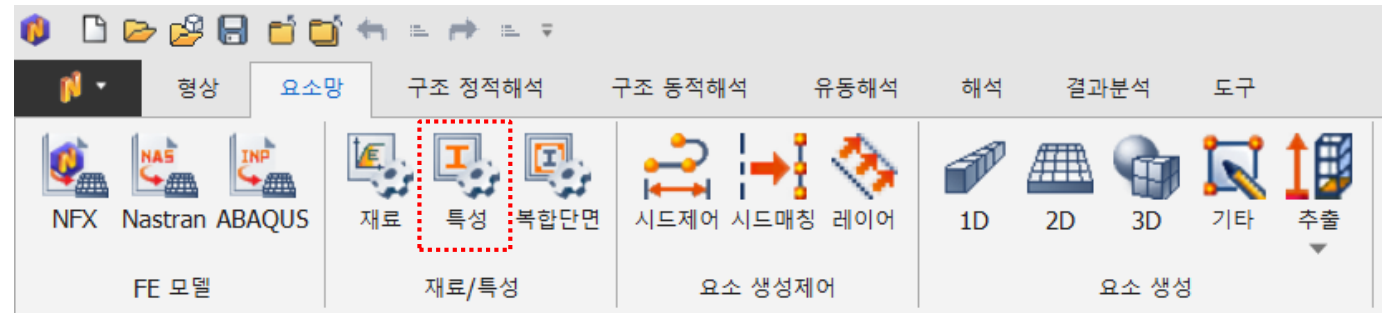 형상 요소망 구조 정적해석 구조 동적해석 유동해석 해석 결과분석 도구
NAS INP E
NFX Nastran ABAQUS 재료 특성 복합단면 시드제어 시드매칭 레이어 1D 2D 3D 기타 추출
FE 모델 재료/특성 요소 생성제어 요소 생성